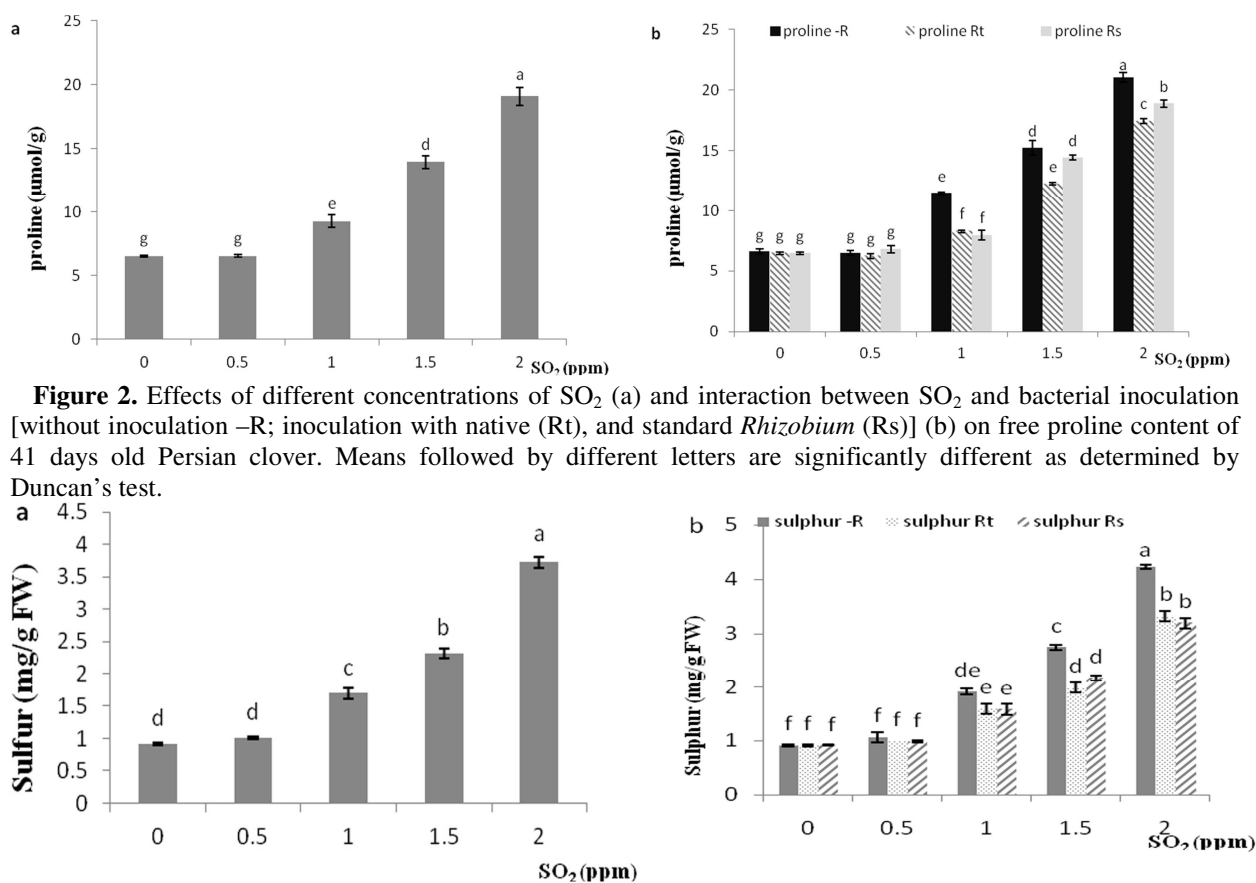 a
25
20
15
10
5
0
proline (µmol/g)
g
g
e
d
a
0 0.5 1 1.5 2
SO2 (ppm)
b
proline -R proline Rt proline Rs
25
20
15
10
5
0
proline (µmol/g)
g g g
g g g
e f f
d e d
a c b
0 0.5 1 1.5 2
SO2 (ppm)
Figure 2. Effects of different concentrations of SO2 (a) and interaction between SO2 and bacterial inoculation
[without inoculation –R; inoculation with native (Rt), and standard Rhizobium (Rs)] (b) on free proline content of
41 days old Persian clover. Means followed by different letters are significantly different as determined by
Duncan's test.
a
4.5
4
3.5
3
2.5
2
1.5
1
0.5
0
Sulfur (mg/g FW)
d
d
c
b
a
0 0.5 1 1.5 2
SO2 (ppm)
b
sulphur -R sulphur Rt sulphur Rs
5
4
3
2
1
0
Sulphur (mg/g FW)
f f f
f f f
de e e
c d d
a b b
0 0.5 1 1.5 2
SO2 (ppm)